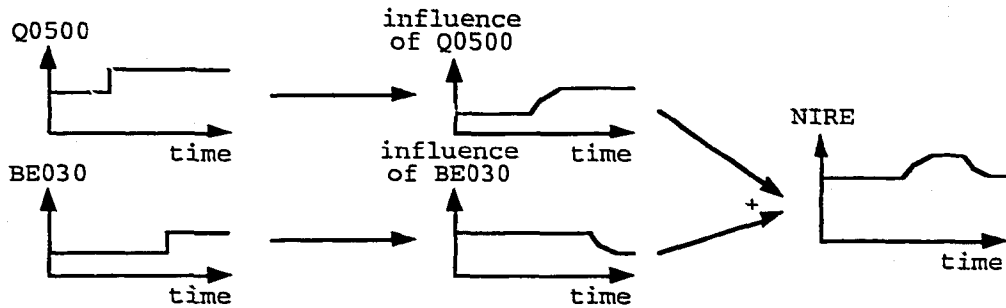 Q0500
time
influence
of Q0500
time
BE030
time
influence
of BE030
time
+
NIRE
time